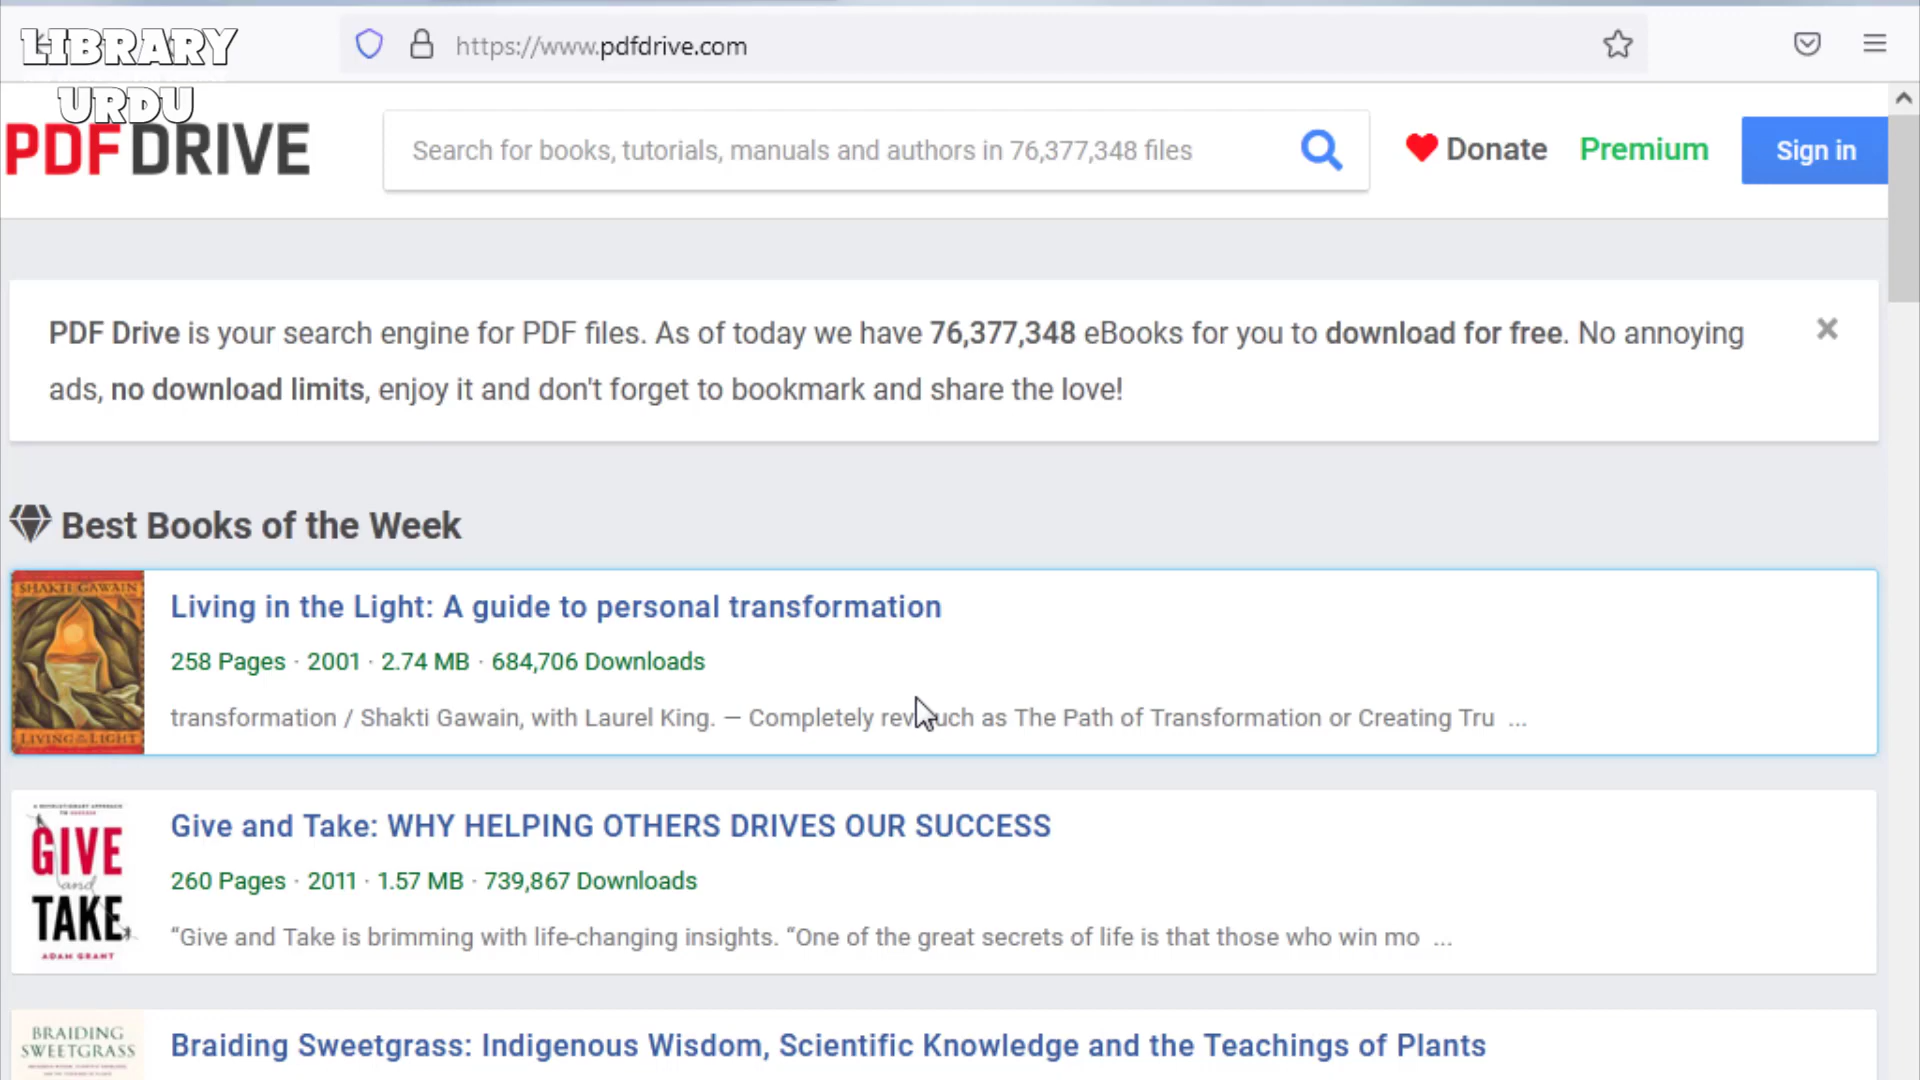 LIBRARY
URDU
https://www.pdfdrive.com
PDF DRIVE
Search for books, tutorials, manuals and authors in 76,377,348 files
Donate
Premium
Sign in
PDF Drive is your search engine for PDF files. As of today we have 76,377,348 eBooks for you to download for free. No annoying
ads, no download limits, enjoy it and don't forget to bookmark and share the love!
Best Books of the Week
SHAKTI GAWAIN
LIVING IN THE LIGHT
Living in the Light: A guide to personal transformation
258 Pages · 2001 · 2.74 MB · 684,706 Downloads
transformation / Shakti Gawain, with Laurel King. — Completely rev such as The Path of Transformation or Creating Tru ...
A REVOLUTIONARY APPROACH
TO SUCCESS
GIVE
and
TAKE
ADAM GRANT
Give and Take: WHY HELPING OTHERS DRIVES OUR SUCCESS
260 Pages · 2011 · 1.57 MB · 739,867 Downloads
“Give and Take is brimming with life-changing insights. “One of the great secrets of life is that those who win mo ...
BRAIDING
SWEETGRASS
Braiding Sweetgrass: Indigenous Wisdom, Scientific Knowledge and the Teachings of Plants